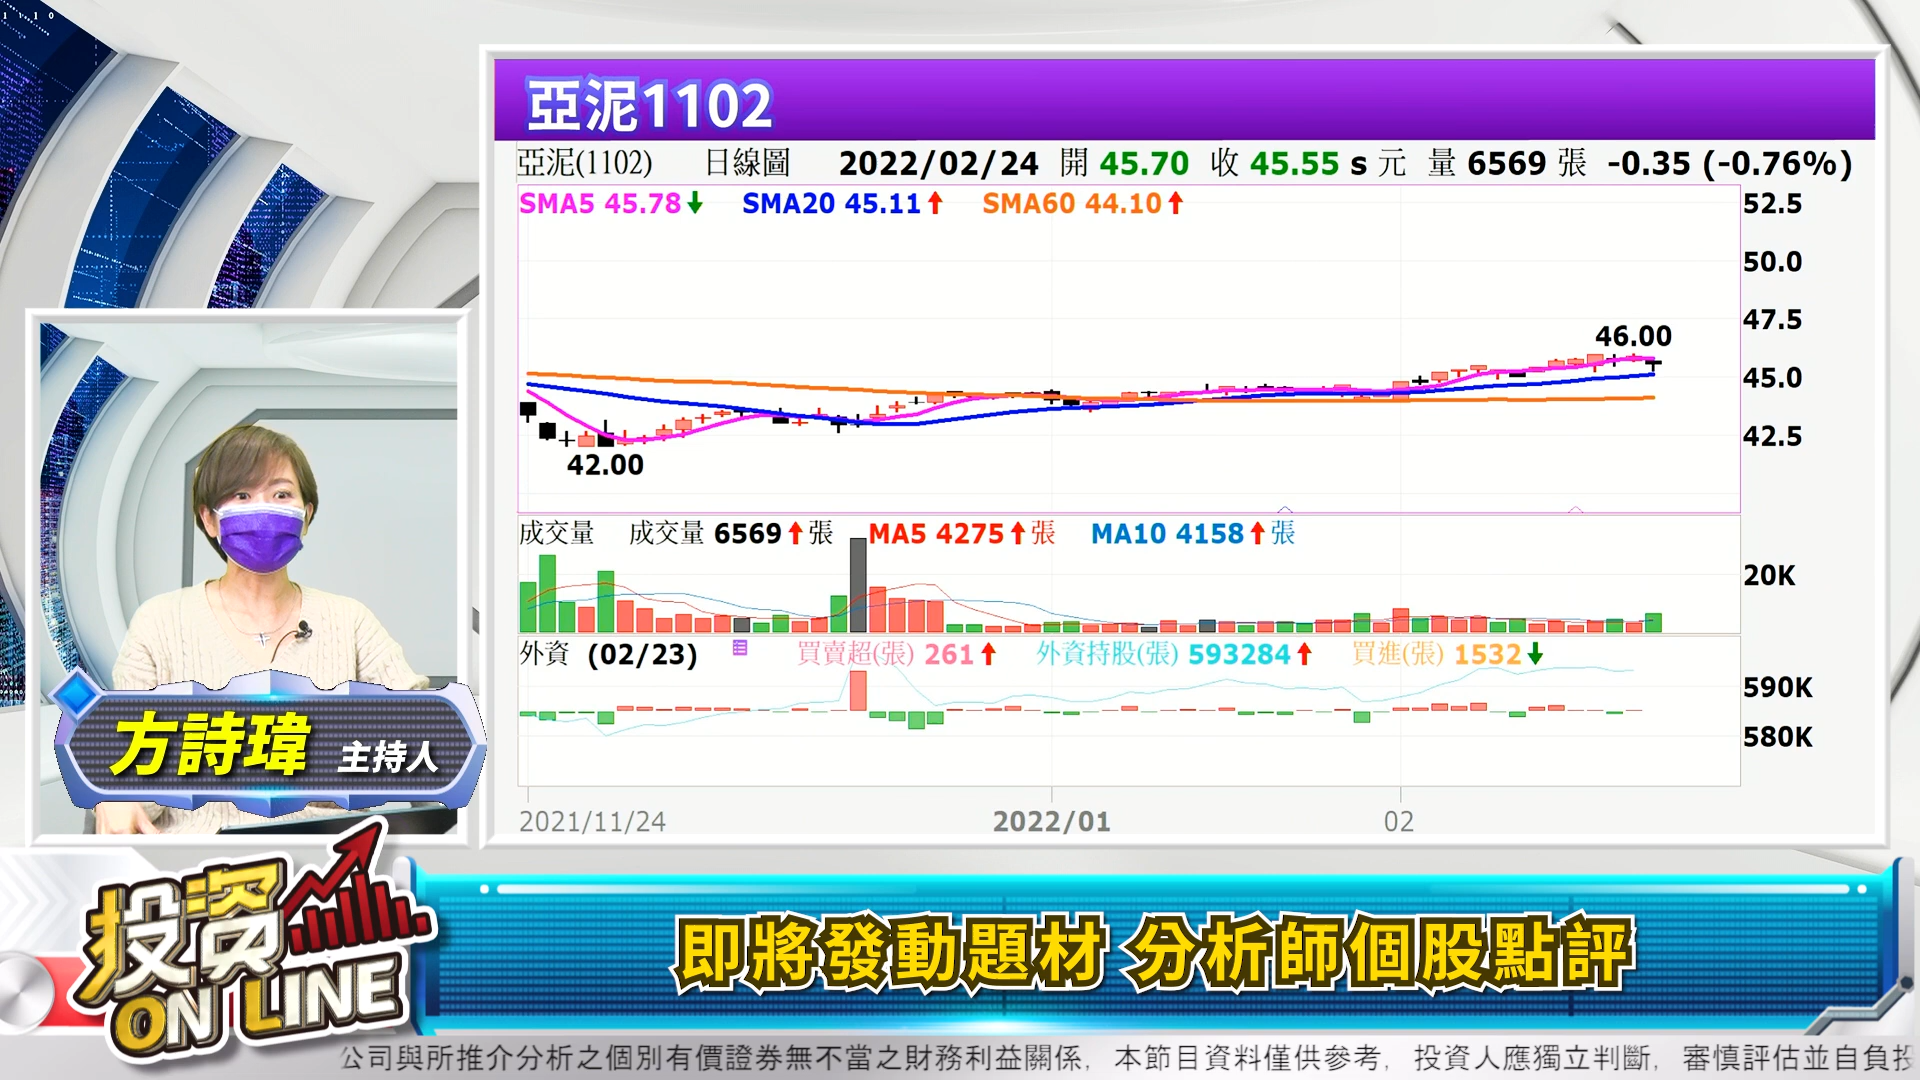 亞泥1102
亞泥(1102) 日線圖 2022/02/24 開 45.70 收 45.55 s 元 量 6569 張 -0.35 (-0.76%)
SMA5 45.78↓ SMA20 45.11↑ SMA60 44.10↑
52.5
50.0
47.5
46.00
45.0
42.5
42.00
成交量 成交量 6569↑張 MA5 4275↑張 MA10 4158↑張
20K
外資 (02/23) 買賣超(張) 261↑ 外資持股(張) 593284↑ 買進(張) 1532↓
590K
580K
2021/11/24 2022/01 02
方詩瑋 主持人
投資
ON LINE
即將發動題材 分析師個股點評
公司與所推介分析之個別有價證券無不當之財務利益關係，本節目資料僅供參考，投資人應獨立判斷，審慎評估並自負投